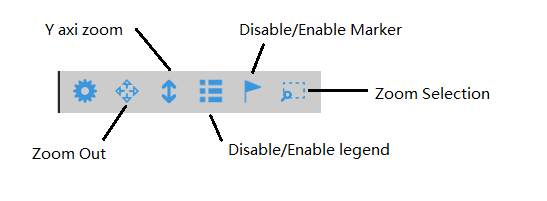 Y axi zoom
Disable/Enable Marker
Zoom Selection
Zoom Out
Disable/Enable legend